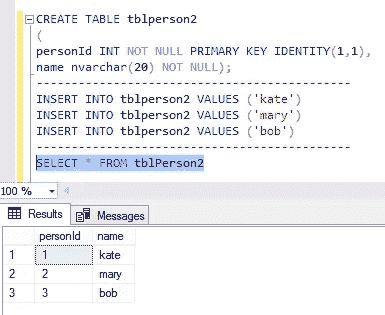 CREATE TABLE tblperson2
(
personId INT NOT NULL PRIMARY KEY IDENTITY(1,1),
name nvarchar(20) NOT NULL);
----------------------------------------
INSERT INTO tblperson2 VALUES ('kate')
INSERT INTO tblperson2 VALUES ('mary')
INSERT INTO tblperson2 VALUES ('bob')
----------------------------------------
SELECT * FROM tblPerson2
100 %
Results Messages
personId name
1 1 kate
2 2 mary
3 3 bob